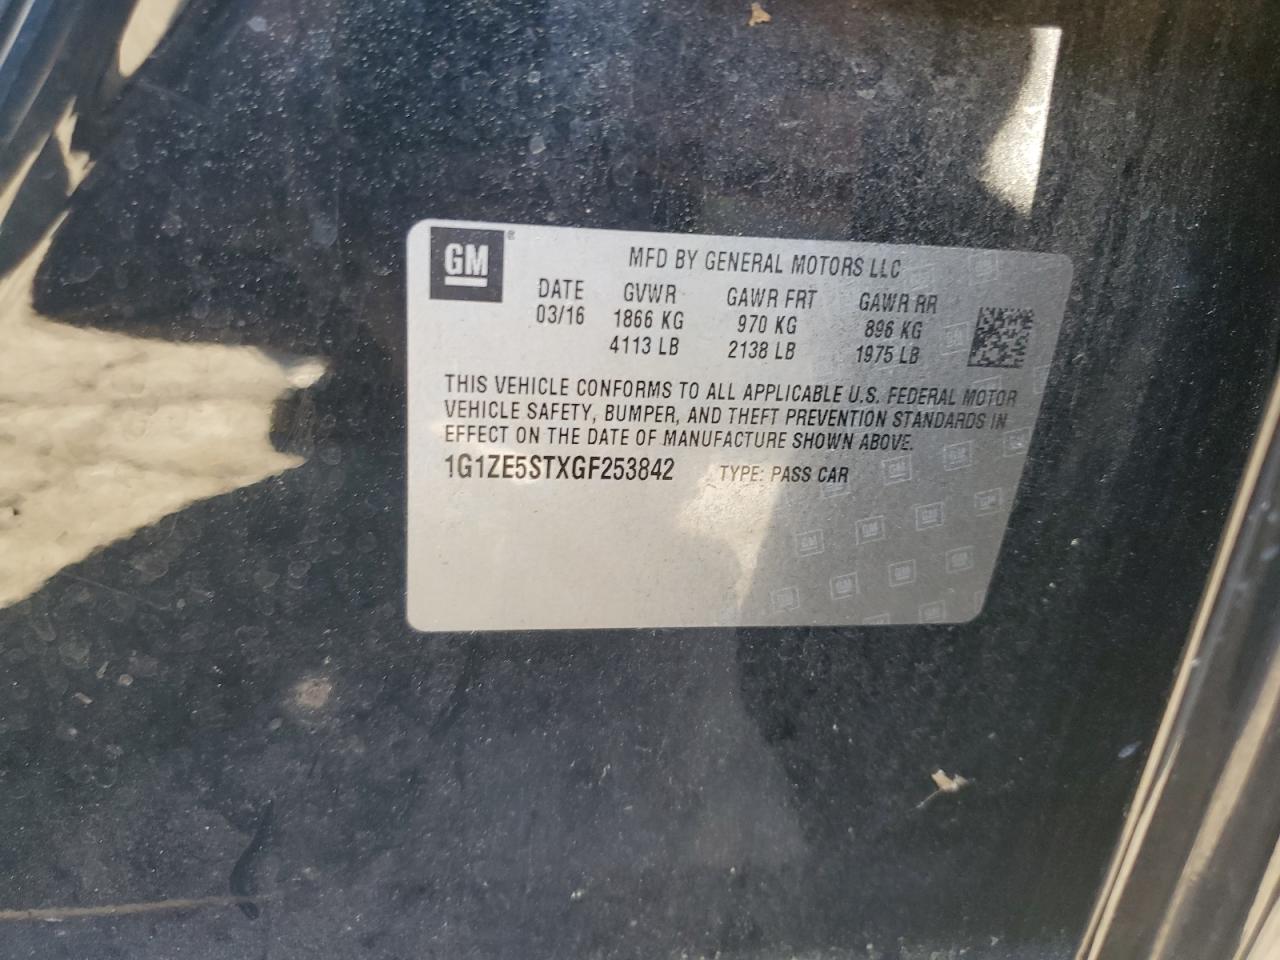 GM ® MFD BY GENERAL MOTORS LLC
DATE GVWR GAWR FRT GAWR RR
03/16 1866 KG 970 KG 896 KG
4113 LB 2138 LB 1975 LB
THIS VEHICLE CONFORMS TO ALL APPLICABLE U.S. FEDERAL MOTOR
VEHICLE SAFETY, BUMPER, AND THEFT PREVENTION STANDARDS IN
EFFECT ON THE DATE OF MANUFACTURE SHOWN ABOVE.
1G1ZE5STXGF253842 TYPE: PASS CAR